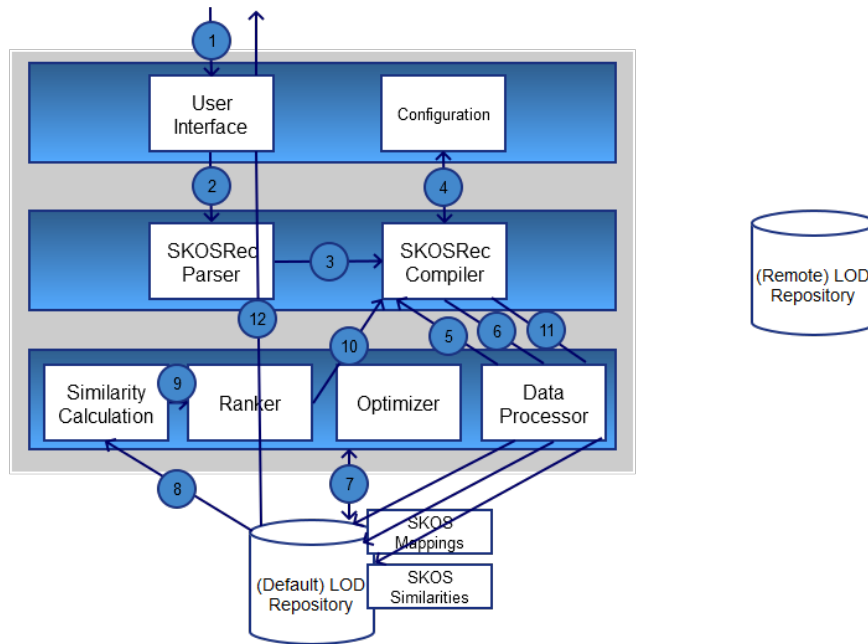 1
User
Interface
Configuration
2
4
SKOSRec
Parser
3
SKOSRec
Compiler
(Remote) LOD
Repository
12
10
5
6
11
Similarity
Calculation
9
Ranker
Optimizer
Data
Processor
8
7
SKOS
Mappings
(Default) LOD
Repository
SKOS
Similarities